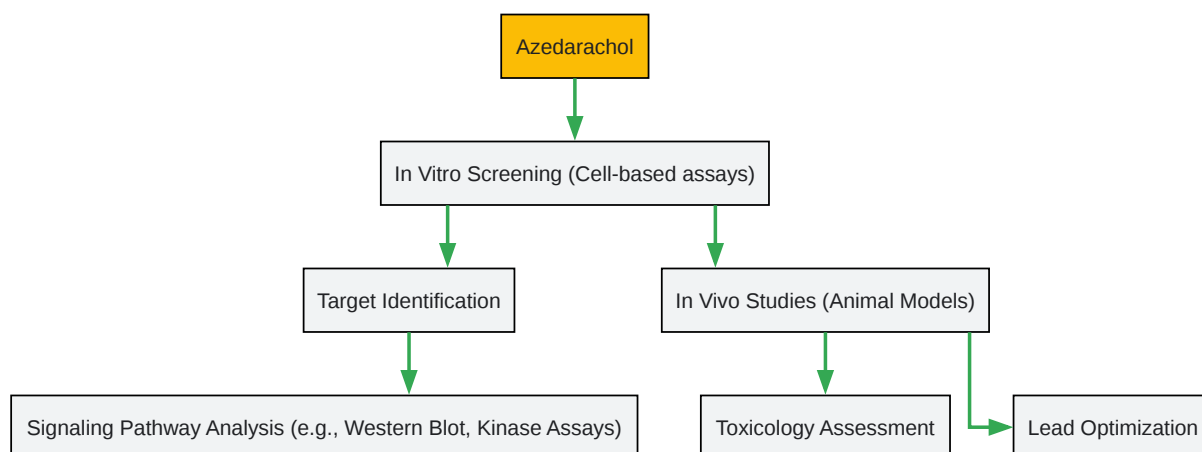 Azedarachol
In Vitro Screening (Cell-based assays)
Target Identification
In Vivo Studies (Animal Models)
Signaling Pathway Analysis (e.g., Western Blot, Kinase Assays)
Toxicology Assessment
Lead Optimization